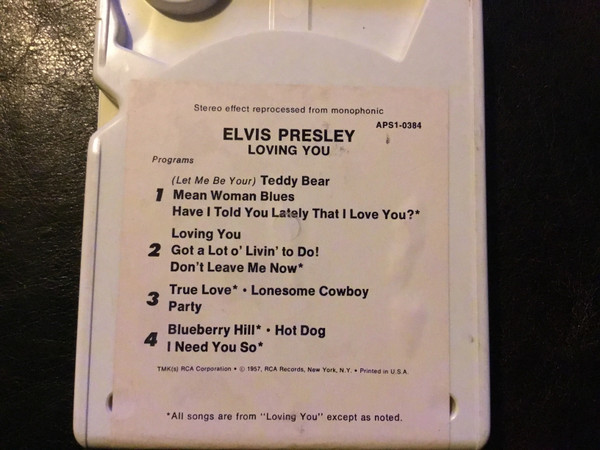 Stereo effect reprocessed from monophonic
APS1-0384
ELVIS PRESLEY
LOVING YOU
Programs
1
(Let Me Be Your) Teddy Bear
Mean Woman Blues
Have I Told You Lately That I Love You?*
2
Loving You
Got a Lot o' Livin' to Do!
Don't Leave Me Now*
3
True Love* • Lonesome Cowboy
Party
4
Blueberry Hill* • Hot Dog
I Need You So*
TMK(s) RCA Corporation • © 1957, RCA Records, New York, N.Y. • Printed in U.S.A.
*All songs are from "Loving You" except as noted.